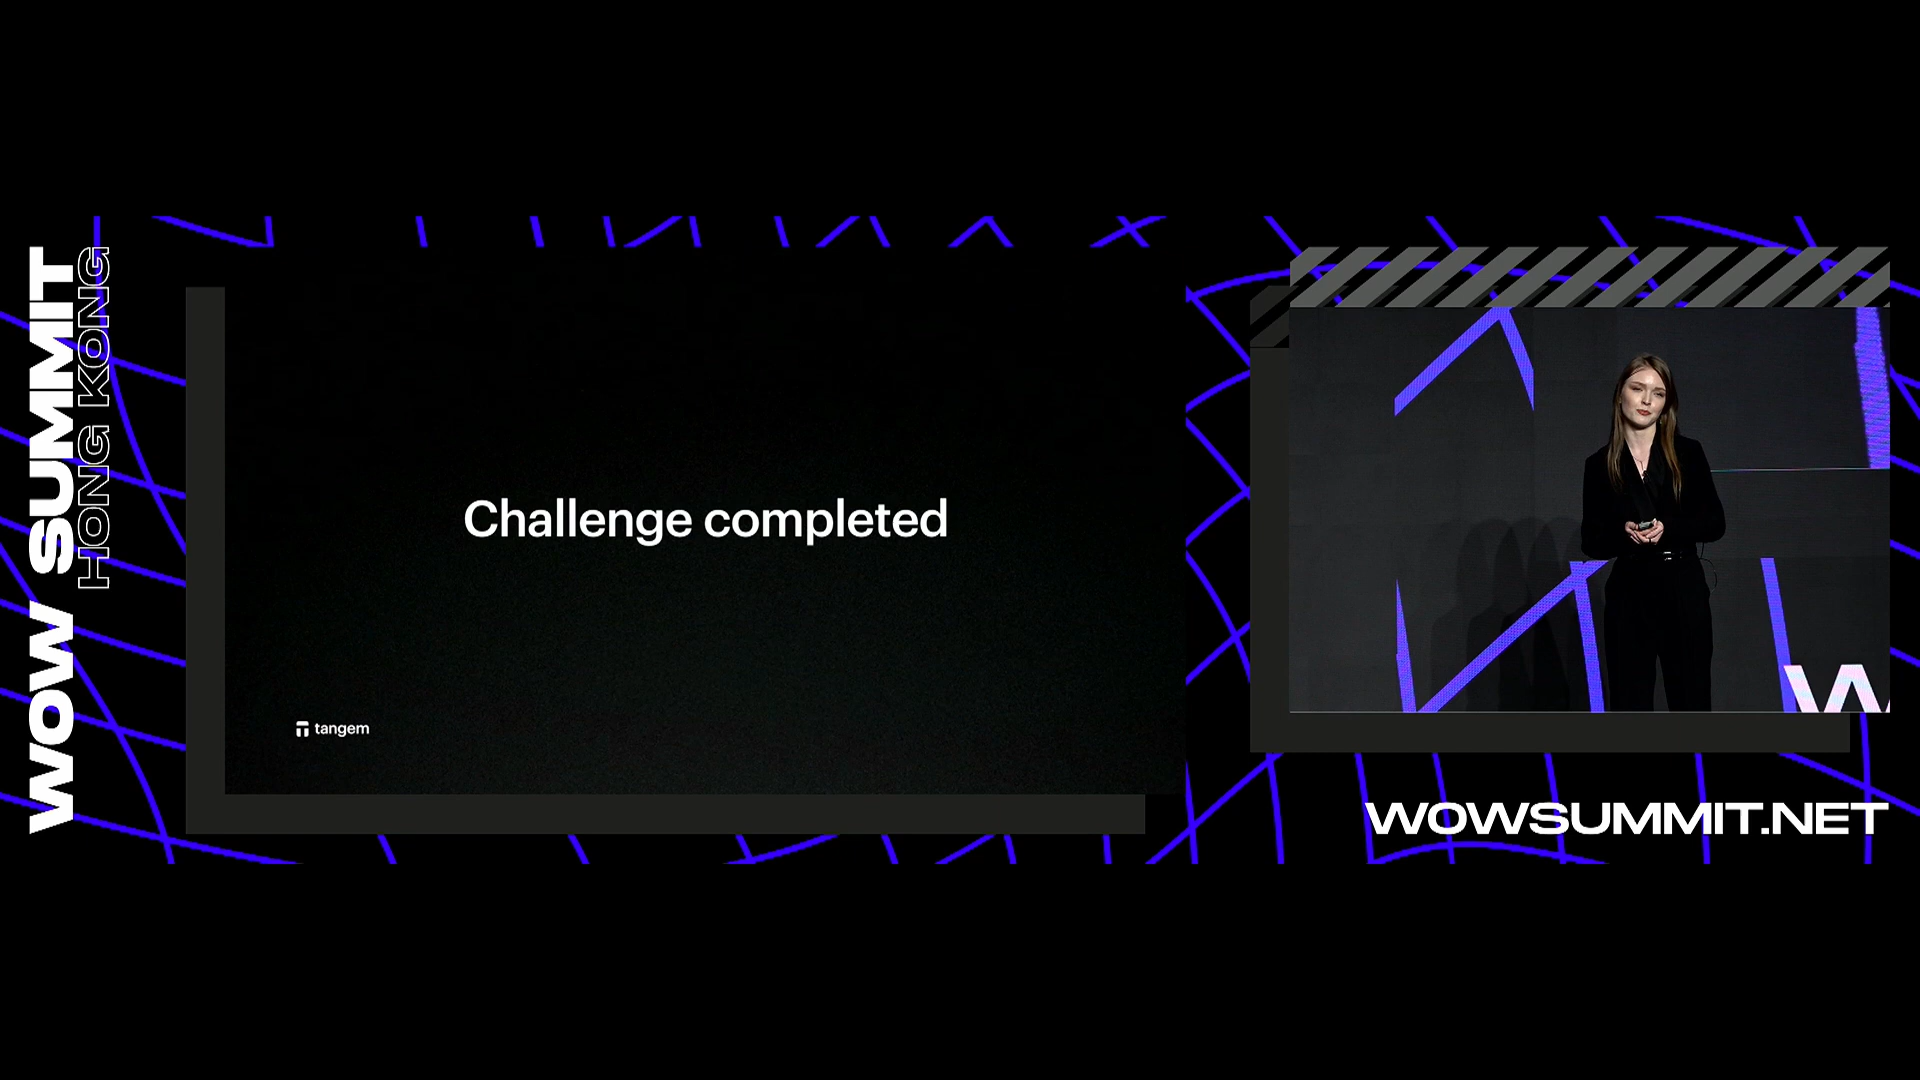 WOW SUMMIT
HONG KONG
Challenge completed
tangem
W
WOWSUMMIT.NET